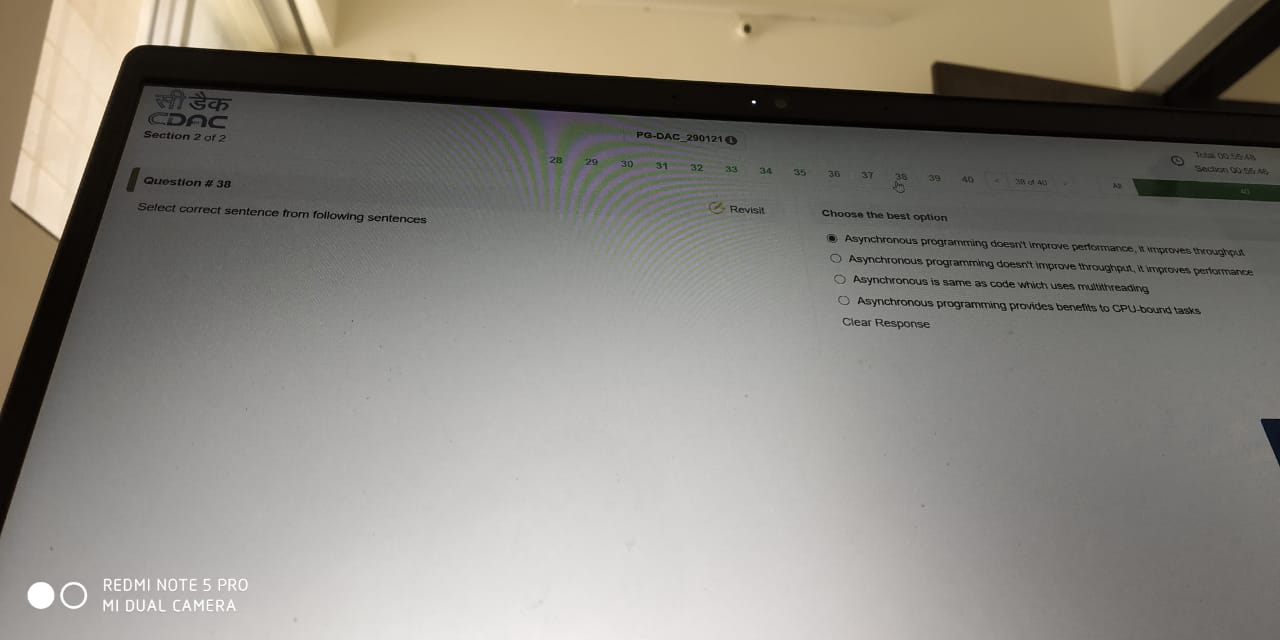 सी डैक
CDAC
Section 2 of 2
PG-DAC_290121
Total 00:55:48
Section 00:55:48
28 29 30 31 32 33 34 35 36 37 38 39 40 < 38 of 40 > All 40
Question # 38
Revisit
Select correct sentence from following sentences
Choose the best option
Asynchronous programming doesn't improve performance, it improves throughput
Asynchronous programming doesn't improve throughput, it improves performance
Asynchronous is same as code which uses multithreading
Asynchronous programming provides benefits to CPU-bound tasks
Clear Response
REDMI NOTE 5 PRO
MI DUAL CAMERA